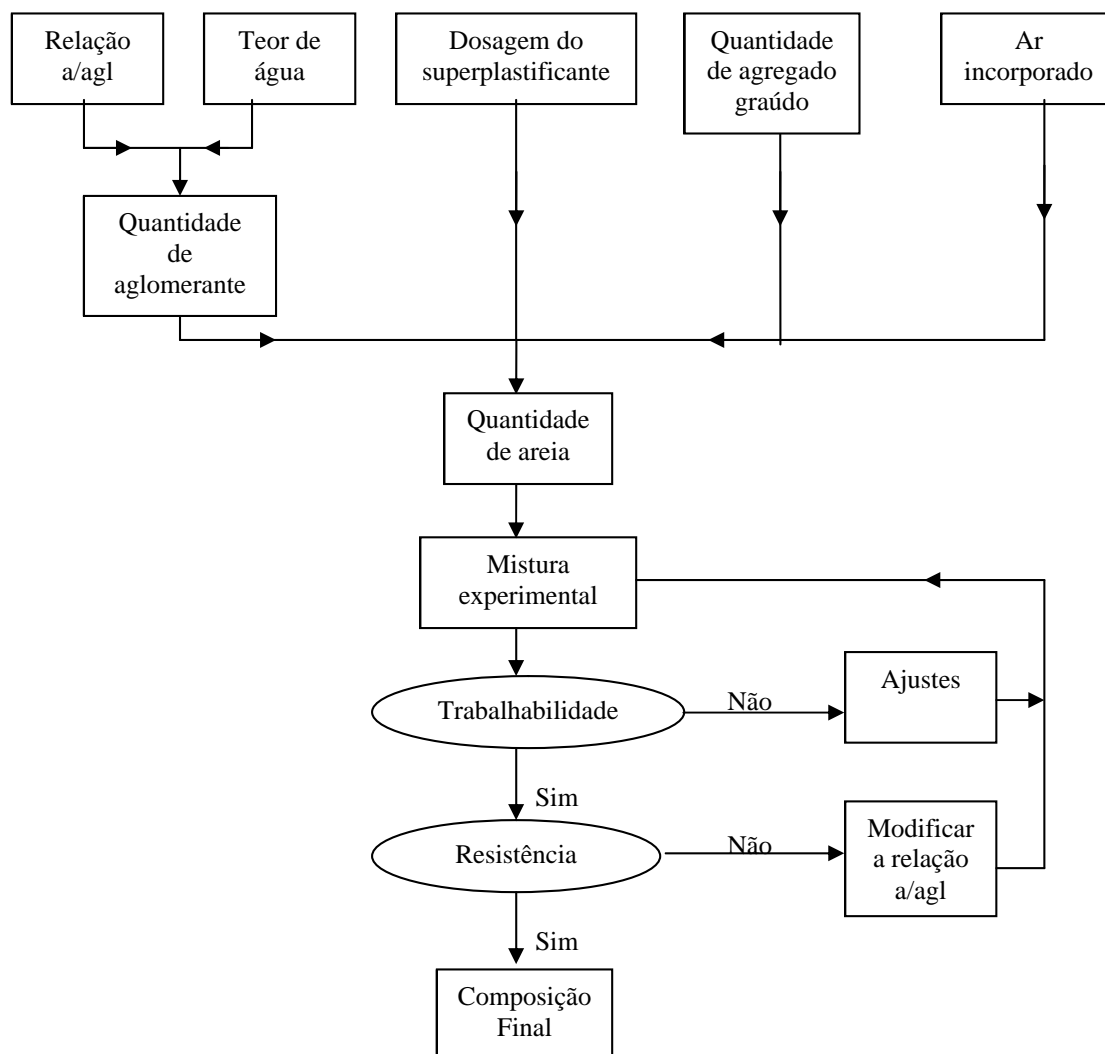 Relação
a/agl
Teor de
água
Dosagem do
superplastificante
Quantidade
de agregado
graúdo
Ar
incorporado
Quantidade
de
aglomerante
Quantidade
de areia
Mistura
experimental
Trabalhabilidade
Não
Ajustes
Sim
Resistência
Não
Modificar
a relação
a/agl
Sim
Composição
Final